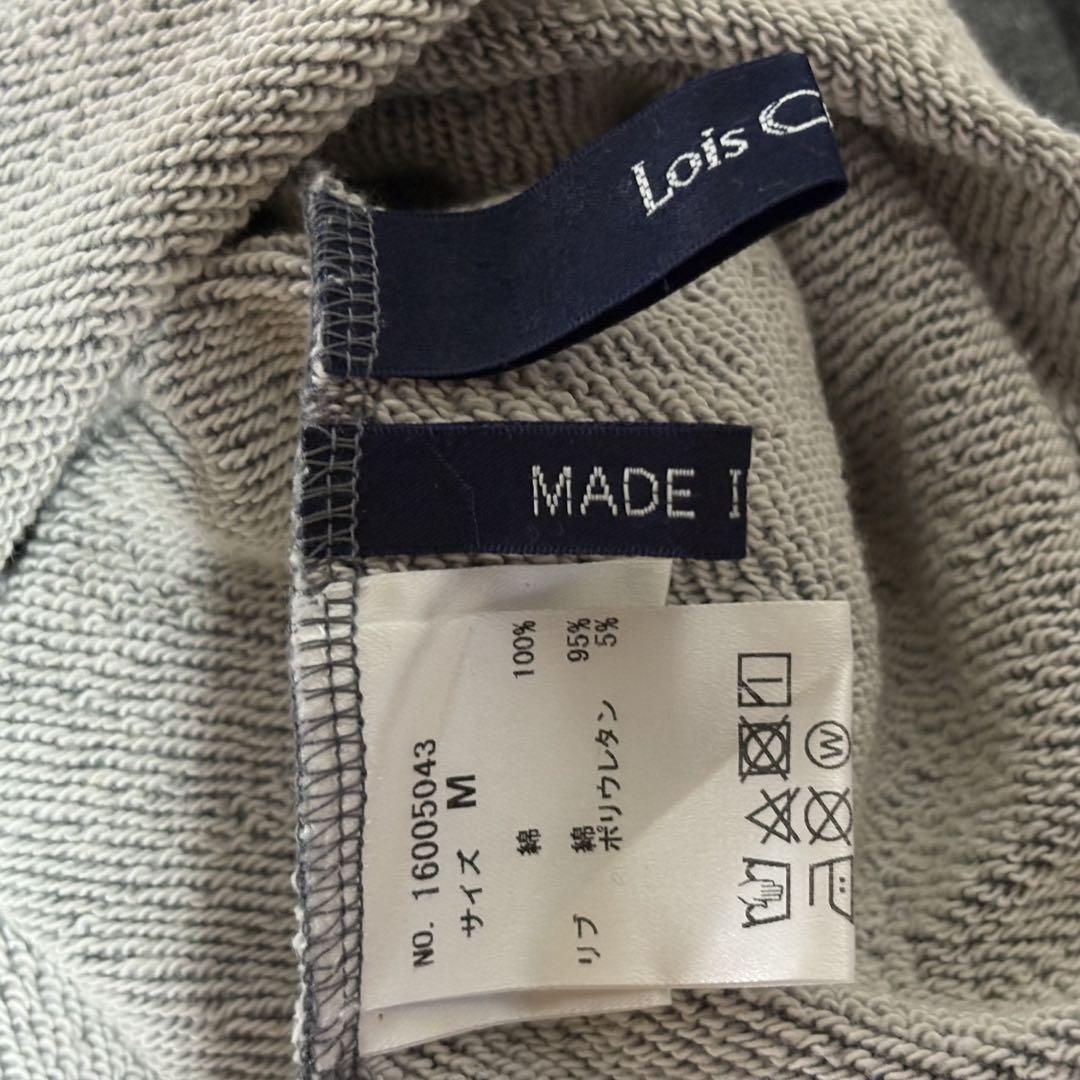 Lois C
MADE I
NO. 16005043
サイズ M
綿 100%
リブ 綿 95%
ポリウレタン 5%
W